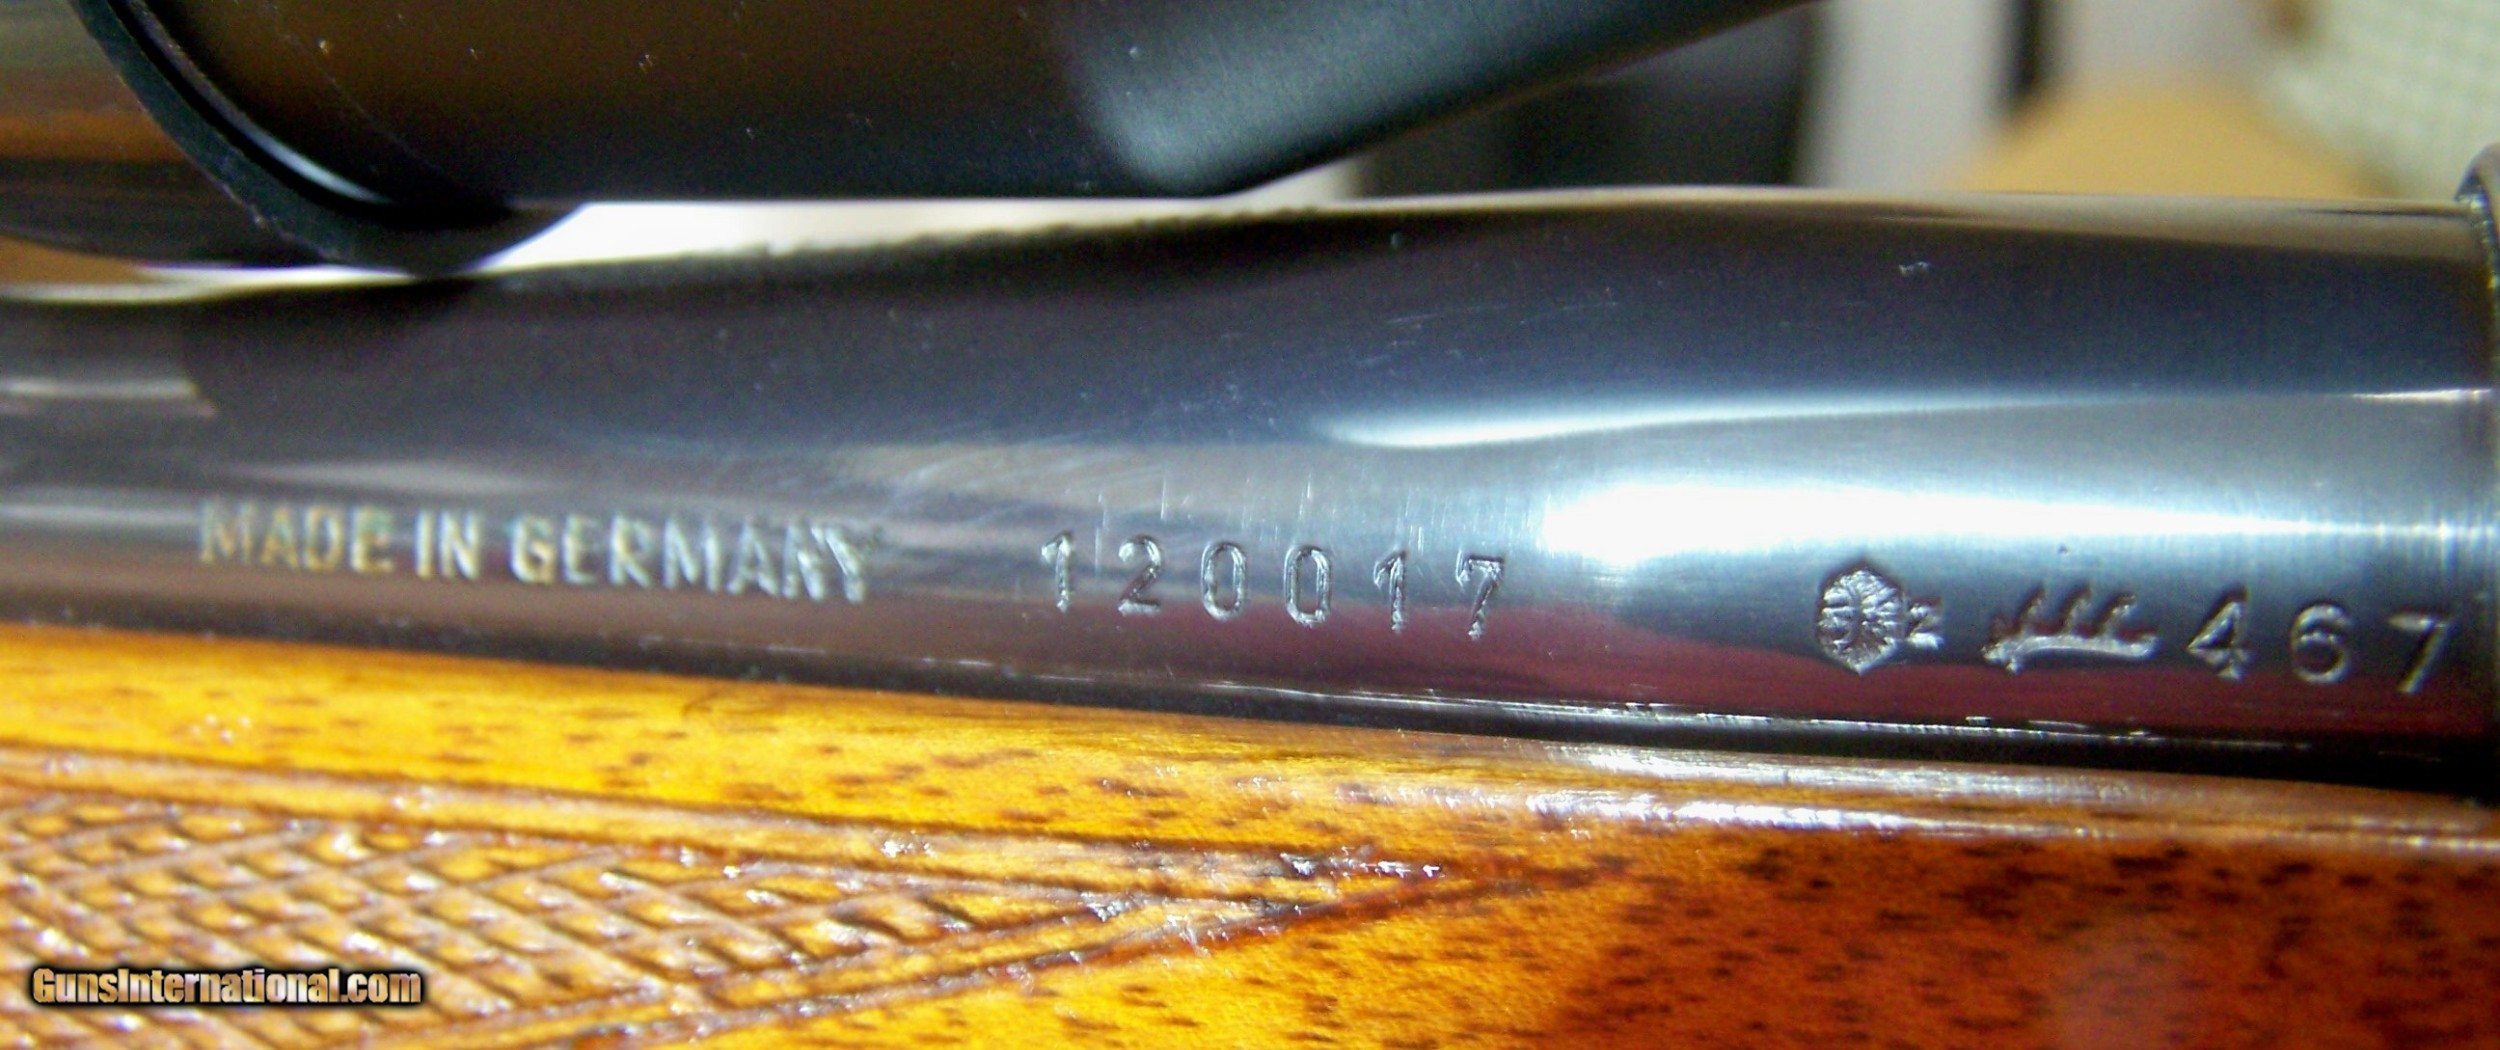 MADE IN GERMANY 120017 467
GunsInternational.com